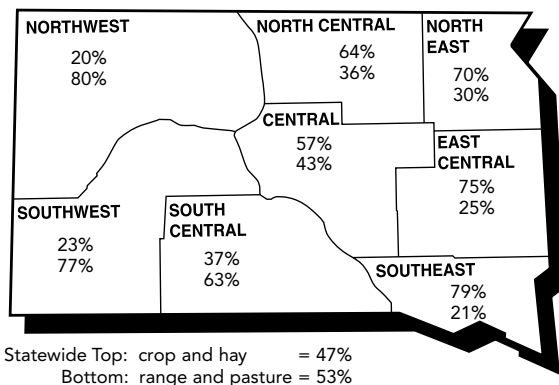 NORTHWEST
20%
80%
NORTH CENTRAL
64%
36%
NORTH
EAST
70%
30%
CENTRAL
57%
43%
EAST
CENTRAL
75%
25%
SOUTHWEST
23%
77%
SOUTH
CENTRAL
37%
63%
SOUTHEAST
79%
21%
Statewide Top: crop and hay = 47%
Bottom: range and pasture = 53%